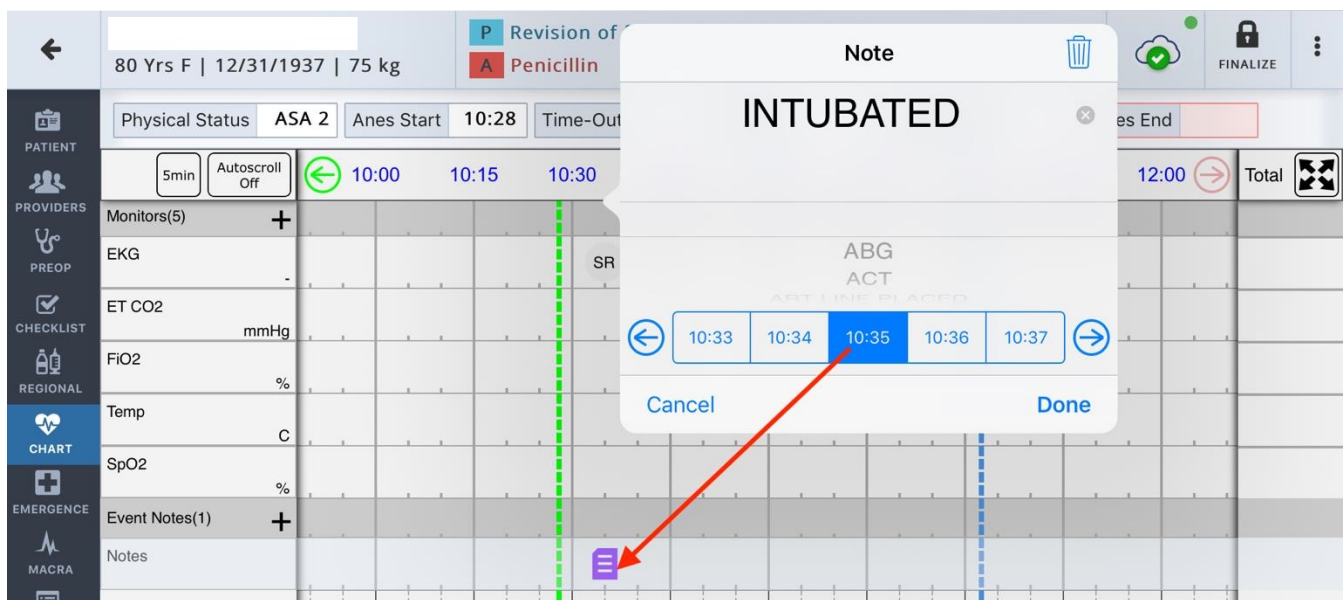 P Revision of
80 Yrs F | 12/31/1937 | 75 kg
A Penicillin
FINALIZE
Physical Status ASA 2
Anes Start 10:28
Time-Out
es End
PATIENT
PROVIDERS
PREOP
CHECKLIST
REGIONAL
CHART
EMERGENCE
MACRA
5min
Autoscroll
Off
10:00 10:15 10:30
12:00
Total
Monitors(5) +
EKG
-
SR
ET CO2
mmHg
FiO2
%
Temp
C
SpO2
%
Event Notes(1) +
Notes
Note
INTUBATED
ABG
ACT
ART LINE PLACED
10:33 10:34 10:35 10:36 10:37
Cancel
Done